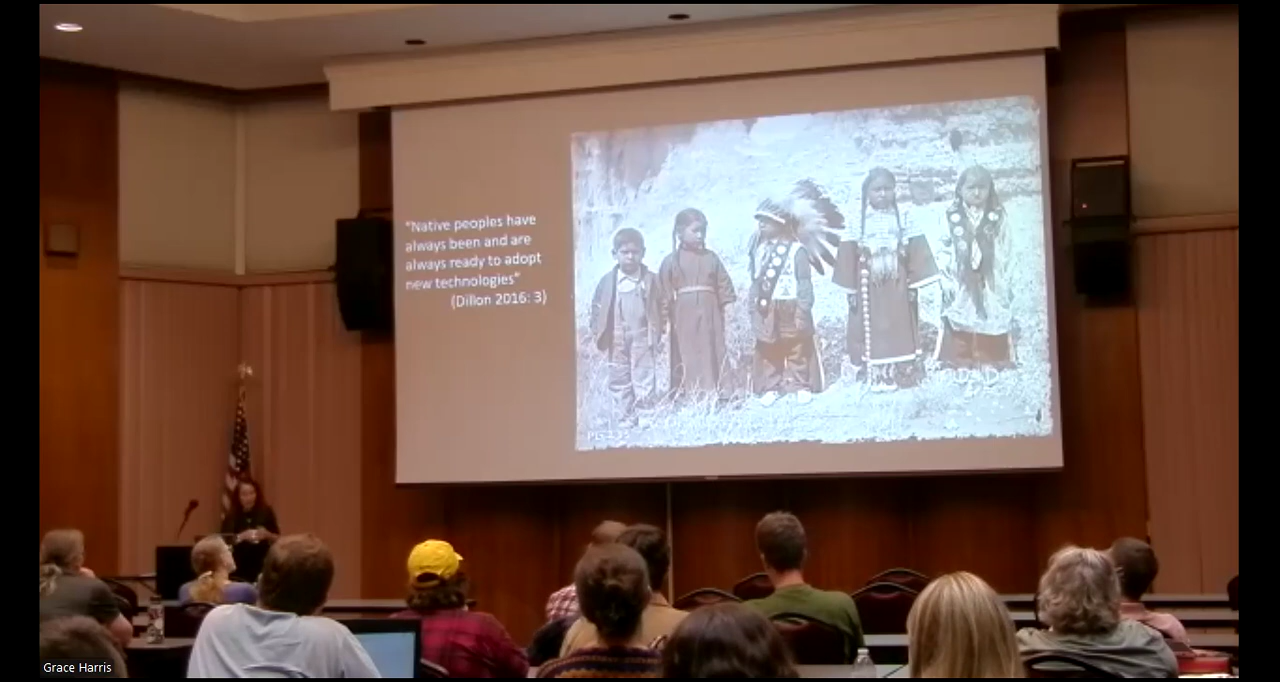 "Native peoples have
always been and are
always ready to adopt
new technologies"
(Dillon 2016: 3)
Grace Harris